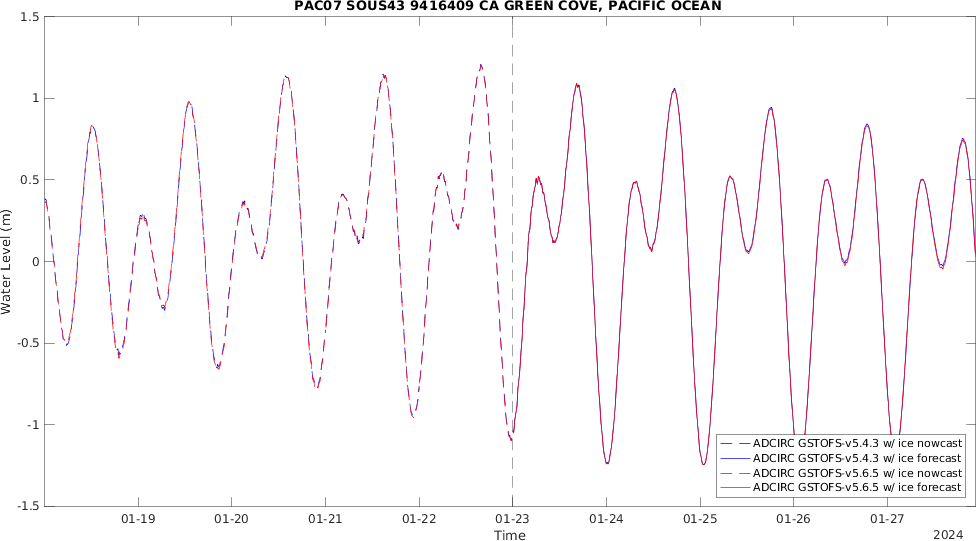 PAC07 SOUS43 9416409 CA GREEN COVE, PACIFIC OCEAN
1.5
1
0.5
0
-0.5
-1
-1.5
Water Level (m)
ADCIRC GSTOFS-v5.4.3 w/ ice nowcast
ADCIRC GSTOFS-v5.4.3 w/ ice forecast
ADCIRC GSTOFS-v5.6.5 w/ ice nowcast
ADCIRC GSTOFS-v5.6.5 w/ ice forecast
01-19 01-20 01-21 01-22 01-23 01-24 01-25 01-26 01-27
Time
2024